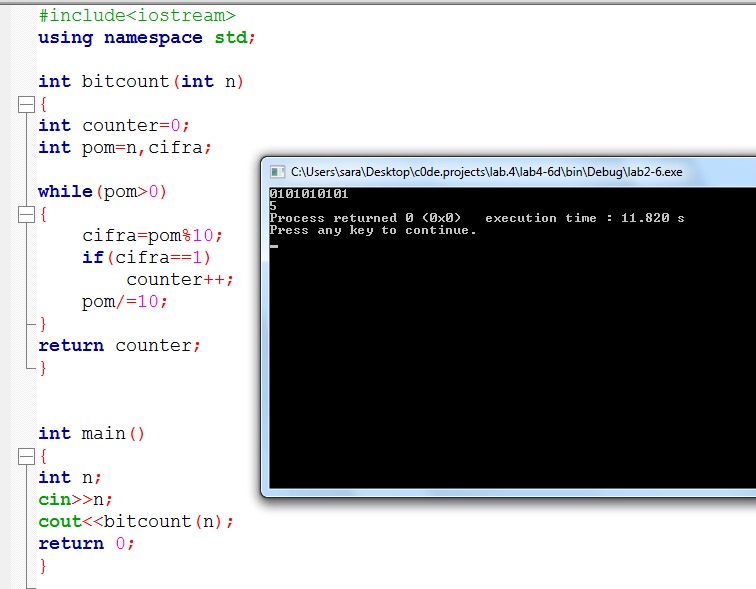 #include<iostream>
using namespace std;
int bitcount(int n)
{
int counter=0;
int pom=n,cifra;
while(pom>0)
{
cifra=pom%10;
if(cifra==1)
counter++;
pom/=10;
}
return counter;
}
int main()
{
int n;
cin>>n;
cout<<bitcount(n);
return 0;
}
C:\Users\sara\Desktop\c0de.projects\lab.4\lab4-6d\bin\Debug\lab2-6.exe
0101010101
5
Process returned 0 (0x0)   execution time : 11.820 s
Press any key to continue.